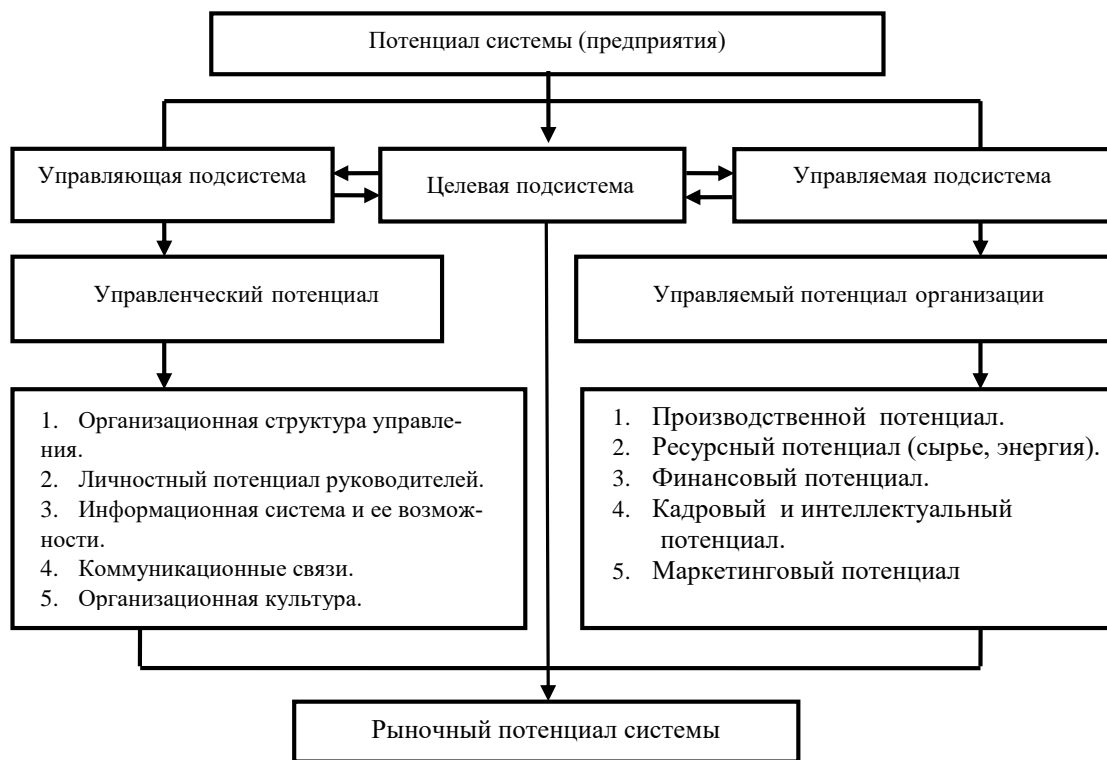 Потенциал системы (предприятия)
Управляющая подсистема
Целевая подсистема
Управляемая подсистема
Управленческий потенциал
Управляемый потенциал организации
1. Организационная структура управле-
ния.
2. Личностный потенциал руководителей.
3. Информационная система и ее возмож-
ности.
4. Коммуникационные связи.
5. Организационная культура.
1. Производственной потенциал.
2. Ресурсный потенциал (сырье, энергия).
3. Финансовый потенциал.
4. Кадровый и интеллектуальный
потенциал.
5. Маркетинговый потенциал
Рыночный потенциал системы